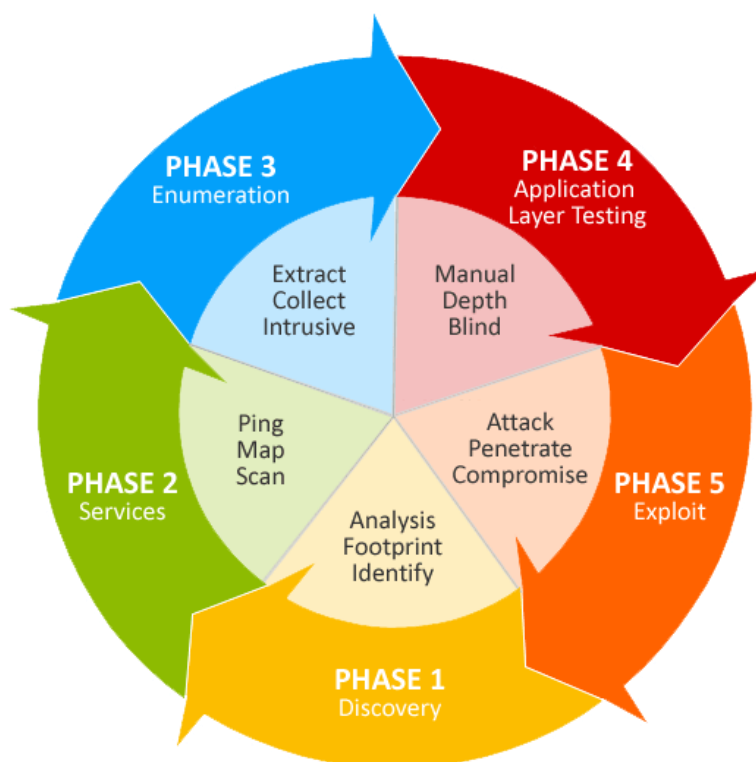 PHASE 1
Discovery
Analysis
Footprint
Identify
PHASE 2
Services
Ping
Map
Scan
PHASE 3
Enumeration
Extract
Collect
Intrusive
PHASE 4
Application
Layer Testing
Manual
Depth
Blind
PHASE 5
Exploit
Attack
Penetrate
Compromise